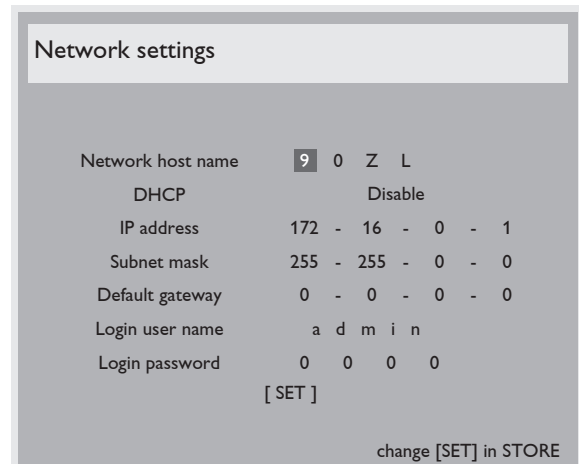 Network settings
Network host name 9 0 Z L
DHCP Disable
IP address 172 - 16 - 0 - 1
Subnet mask 255 - 255 - 0 - 0
Default gateway 0 - 0 - 0 - 0
Login user name a d m i n
Login password 0 0 0 0
[ SET ]
change [SET] in STORE